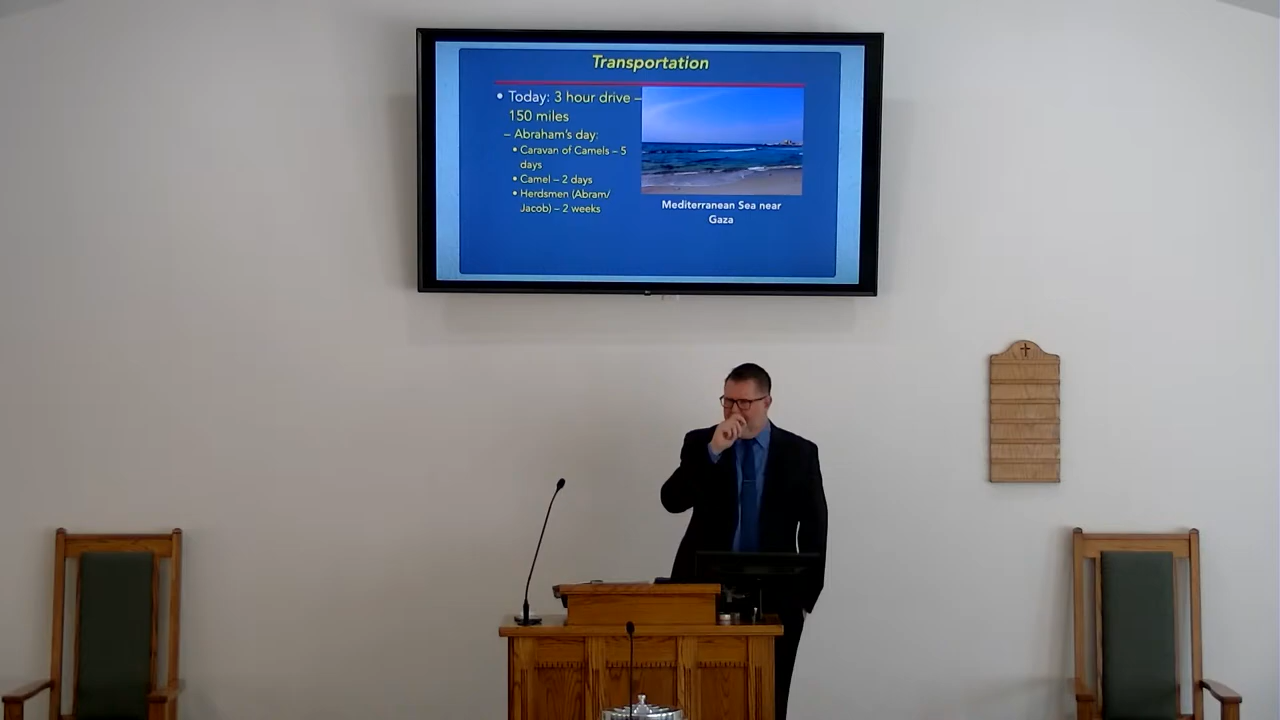 Transportation
• Today: 3 hour drive –
150 miles
– Abraham's day:
• Caravan of Camels – 5
days
• Camel – 2 days
• Herdsmen (Abram/
Jacob) – 2 weeks
Mediterranean Sea near
Gaza